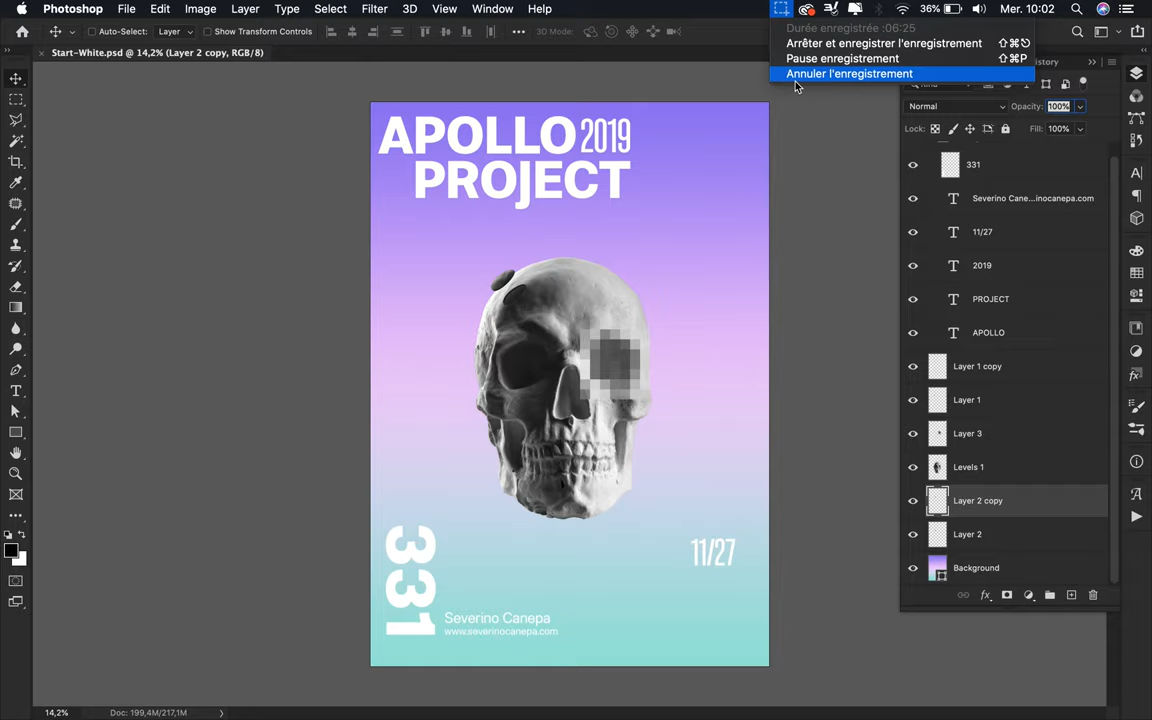 Photoshop File Edit Image Layer Type Select Filter 3D View Window Help 36% Mer. 10:02
Durée enregistrée :06:25
Arrêter et enregistrer l'enregistrement ⇧⌘⎋
Pause enregistrement ⇧⌘P
Annuler l'enregistrement
Auto-Select: Layer Show Transform Controls 3D Mode:
Start-White.psd @ 14,2% (Layer 2 copy, RGB/8)
Normal Opacity: 100%
Lock: Fill: 100%
331
Severino Cane...inocanepa.com
11/27
2019
PROJECT
APOLLO
Layer 1 copy
Layer 1
Layer 3
Levels 1
Layer 2 copy
Layer 2
Background
APOLLO 2019
PROJECT
331
11/27
Severino Canepa
www.severinocanepa.com
14,2% Doc: 199,4M/217,1M